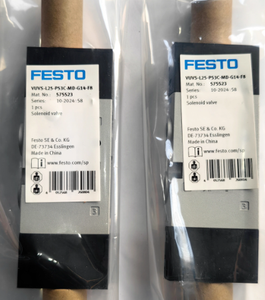 FESTO
VUVS-L25-P53C-MD-G14-F8
Mat. No.: 575523
Series: 10-2024: S8
1 pcs
Solenoid valve
Festo SE & Co. KG
DE-73734 Esslingen
Made in China
www.festo.com/sp
FESTO
VUVS-L25-P53C-MD-G14-F8
Mat. No.: 575523
Series: 10-2024: S8
1 pcs
Solenoid valve
Festo SE & Co. KG
DE-73734 Esslingen
Made in China
www.festo.com/sp